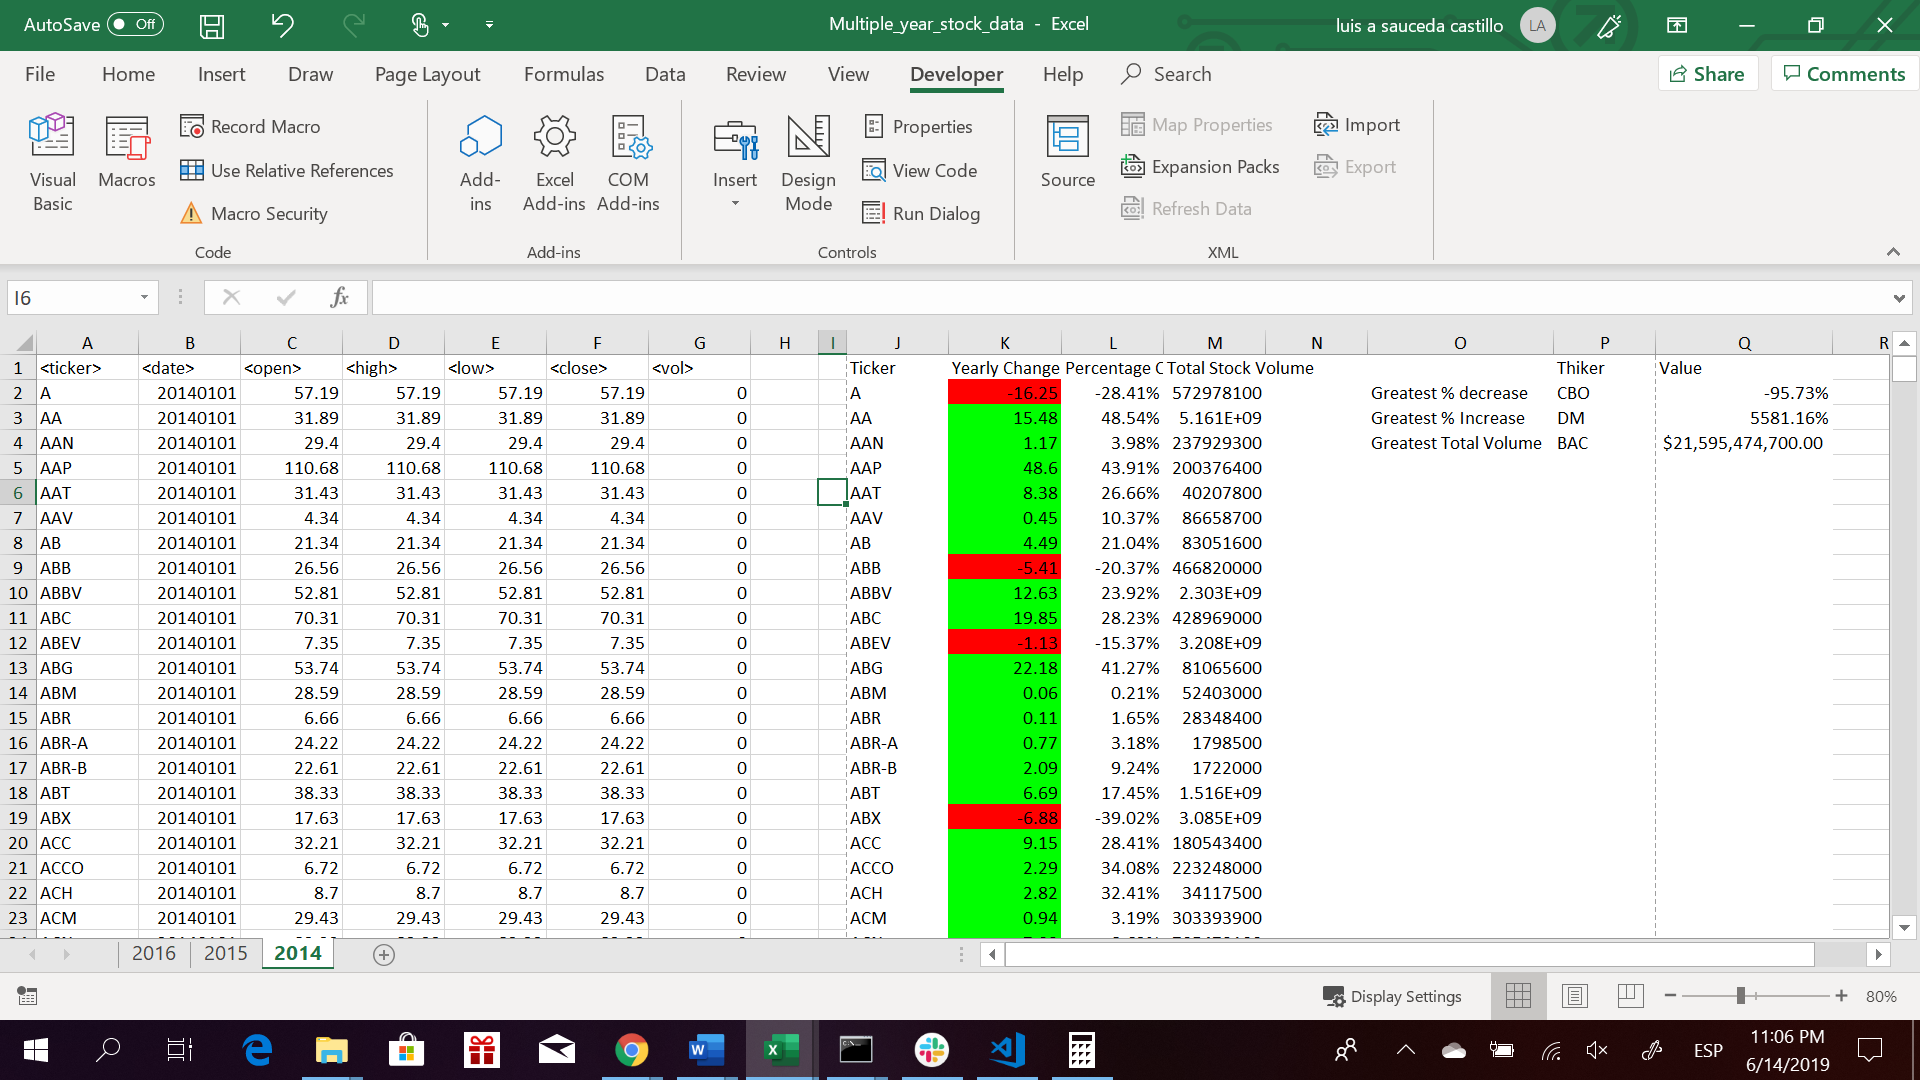 AutoSave Off Multiple_year_stock_data - Excel luis a sauceda castillo LA
File Home Insert Draw Page Layout Formulas Data Review View Developer Help Search Share Comments
Visual Basic Macros Record Macro Use Relative References Macro Security
Add-ins Excel Add-ins COM Add-ins
Insert Design Mode Properties View Code Run Dialog
Source Map Properties Expansion Packs Refresh Data Import Export
Code Add-ins Controls XML
I6 fx
A B C D E F G H I J K L M N O P Q R
1 <ticker> <date> <open> <high> <low> <close> <vol> Ticker Yearly Change Percentage C Total Stock Volume Thiker Value
2 A 20140101 57.19 57.19 57.19 57.19 0 A -16.25 -28.41% 572978100 Greatest % decrease CBO -95.73%
3 AA 20140101 31.89 31.89 31.89 31.89 0 AA 15.48 48.54% 5.161E+09 Greatest % Increase DM 5581.16%
4 AAN 20140101 29.4 29.4 29.4 29.4 0 AAN 1.17 3.98% 237929300 Greatest Total Volume BAC $21,595,474,700.00
5 AAP 20140101 110.68 110.68 110.68 110.68 0 AAP 48.6 43.91% 200376400
6 AAT 20140101 31.43 31.43 31.43 31.43 0 AAT 8.38 26.66% 40207800
7 AAV 20140101 4.34 4.34 4.34 4.34 0 AAV 0.45 10.37% 86658700
8 AB 20140101 21.34 21.34 21.34 21.34 0 AB 4.49 21.04% 83051600
9 ABB 20140101 26.56 26.56 26.56 26.56 0 ABB -5.41 -20.37% 466820000
10 ABBV 20140101 52.81 52.81 52.81 52.81 0 ABBV 12.63 23.92% 2.303E+09
11 ABC 20140101 70.31 70.31 70.31 70.31 0 ABC 19.85 28.23% 428969000
12 ABEV 20140101 7.35 7.35 7.35 7.35 0 ABEV -1.13 -15.37% 3.208E+09
13 ABG 20140101 53.74 53.74 53.74 53.74 0 ABG 22.18 41.27% 81065600
14 ABM 20140101 28.59 28.59 28.59 28.59 0 ABM 0.06 0.21% 52403000
15 ABR 20140101 6.66 6.66 6.66 6.66 0 ABR 0.11 1.65% 28348400
16 ABR-A 20140101 24.22 24.22 24.22 24.22 0 ABR-A 0.77 3.18% 1798500
17 ABR-B 20140101 22.61 22.61 22.61 22.61 0 ABR-B 2.09 9.24% 1722000
18 ABT 20140101 38.33 38.33 38.33 38.33 0 ABT 6.69 17.45% 1.516E+09
19 ABX 20140101 17.63 17.63 17.63 17.63 0 ABX -6.88 -39.02% 3.085E+09
20 ACC 20140101 32.21 32.21 32.21 32.21 0 ACC 9.15 28.41% 180543400
21 ACCO 20140101 6.72 6.72 6.72 6.72 0 ACCO 2.29 34.08% 223248000
22 ACH 20140101 8.7 8.7 8.7 8.7 0 ACH 2.82 32.41% 34117500
23 ACM 20140101 29.43 29.43 29.43 29.43 0 ACM 0.94 3.19% 303393900
2016 2015 2014
Display Settings 80%
ESP 11:06 PM
6/14/2019